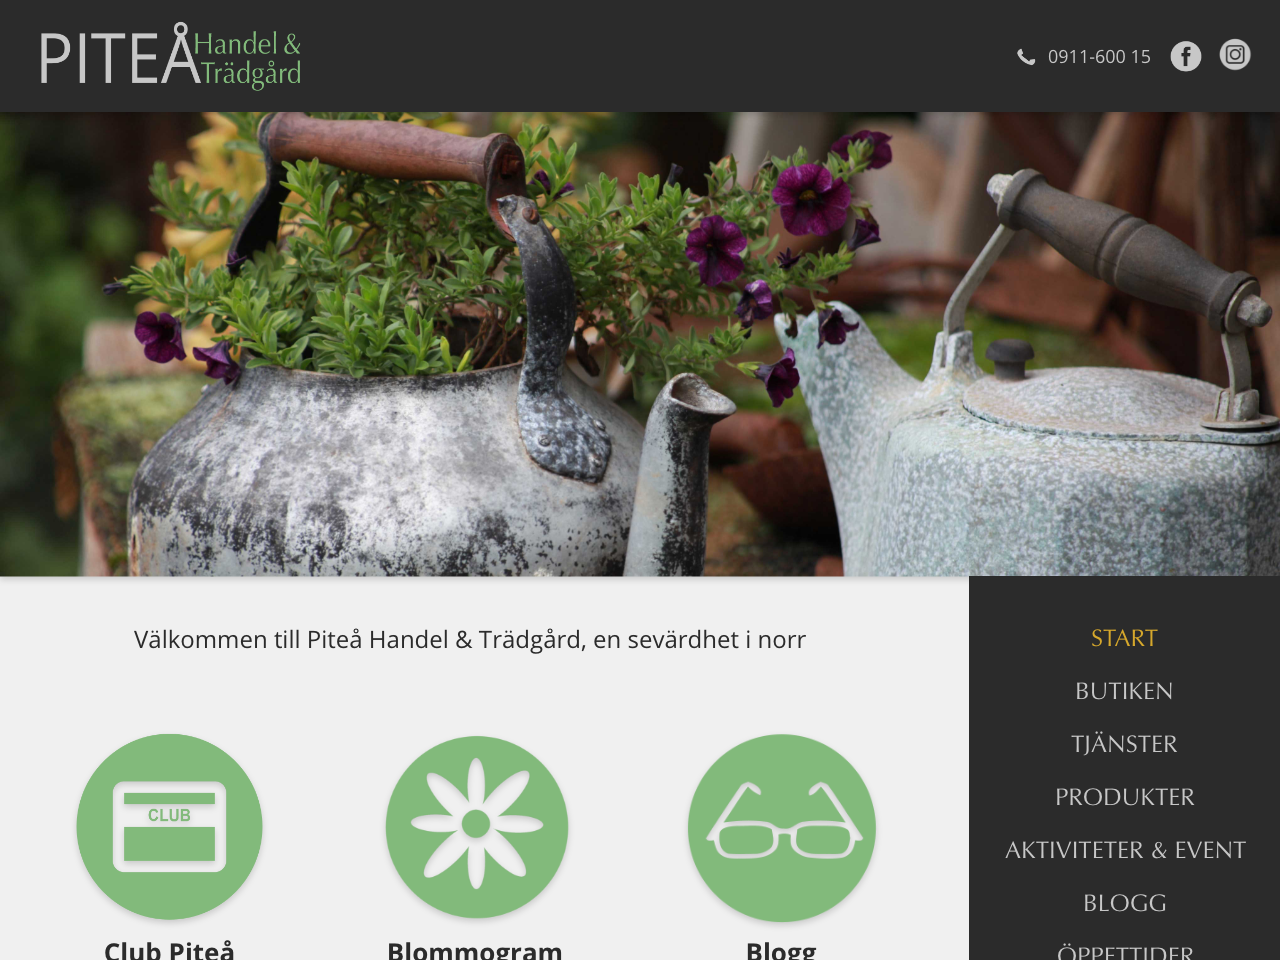 PITEÅ Handel &
Trädgård
0911-600 15
Välkommen till Piteå Handel & Trädgård, en sevärdhet i norr
START
BUTIKEN
TJÄNSTER
PRODUKTER
AKTIVITETER & EVENT
BLOGG
ÖPPETTIDER
CLUB
Club Piteå
Blommogram
Blogg